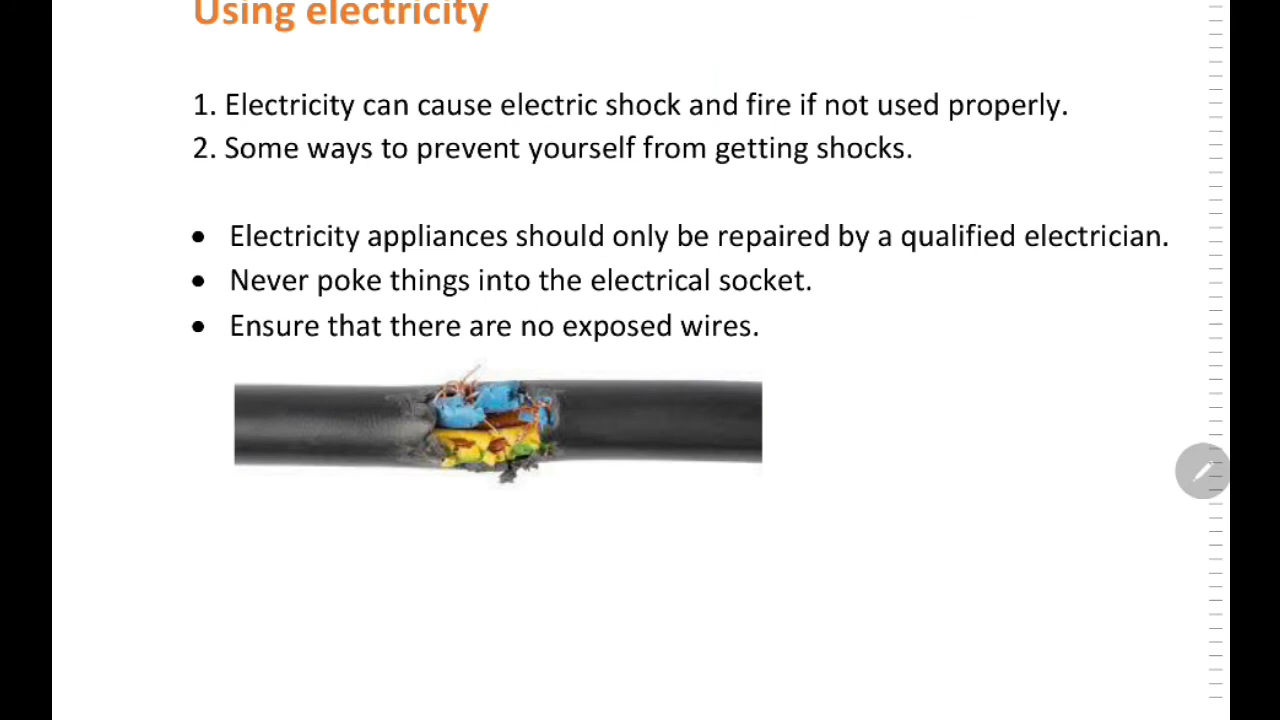 Using electricity
1. Electricity can cause electric shock and fire if not used properly.
2. Some ways to prevent yourself from getting shocks.
• Electricity appliances should only be repaired by a qualified electrician.
• Never poke things into the electrical socket.
• Ensure that there are no exposed wires.